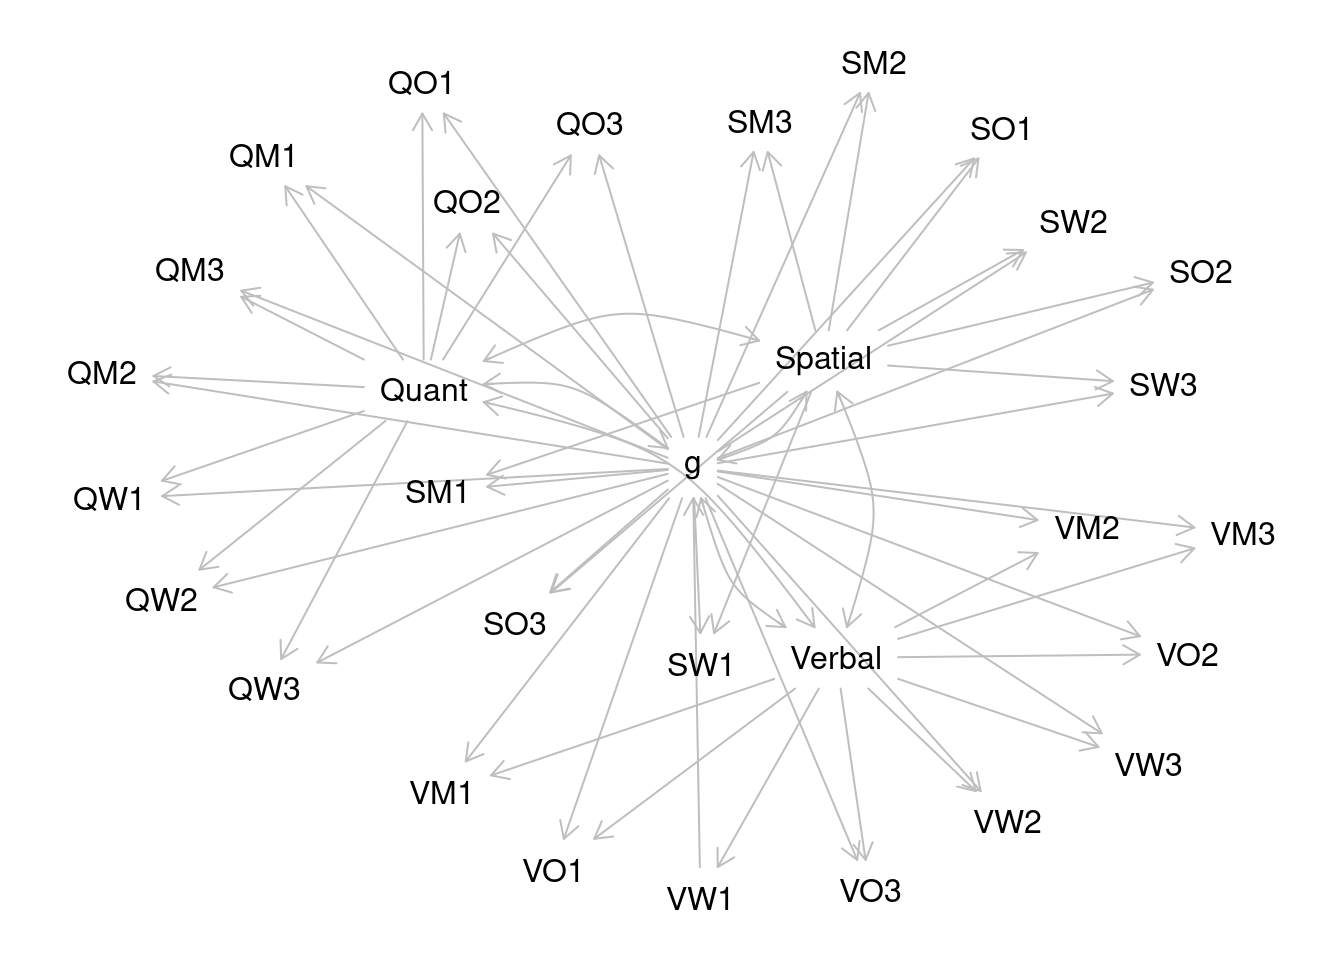 SM2
QO1
QO3
SM3
SO1
QM1
QO2
SW2
QM3
SO2
QM2
Spatial
SW3
Quant
g
QW1
SM1
VM2
VM3
QW2
SO3
SW1
Verbal
VO2
QW3
VW3
VM1
VW2
VO1
VW1
VO3